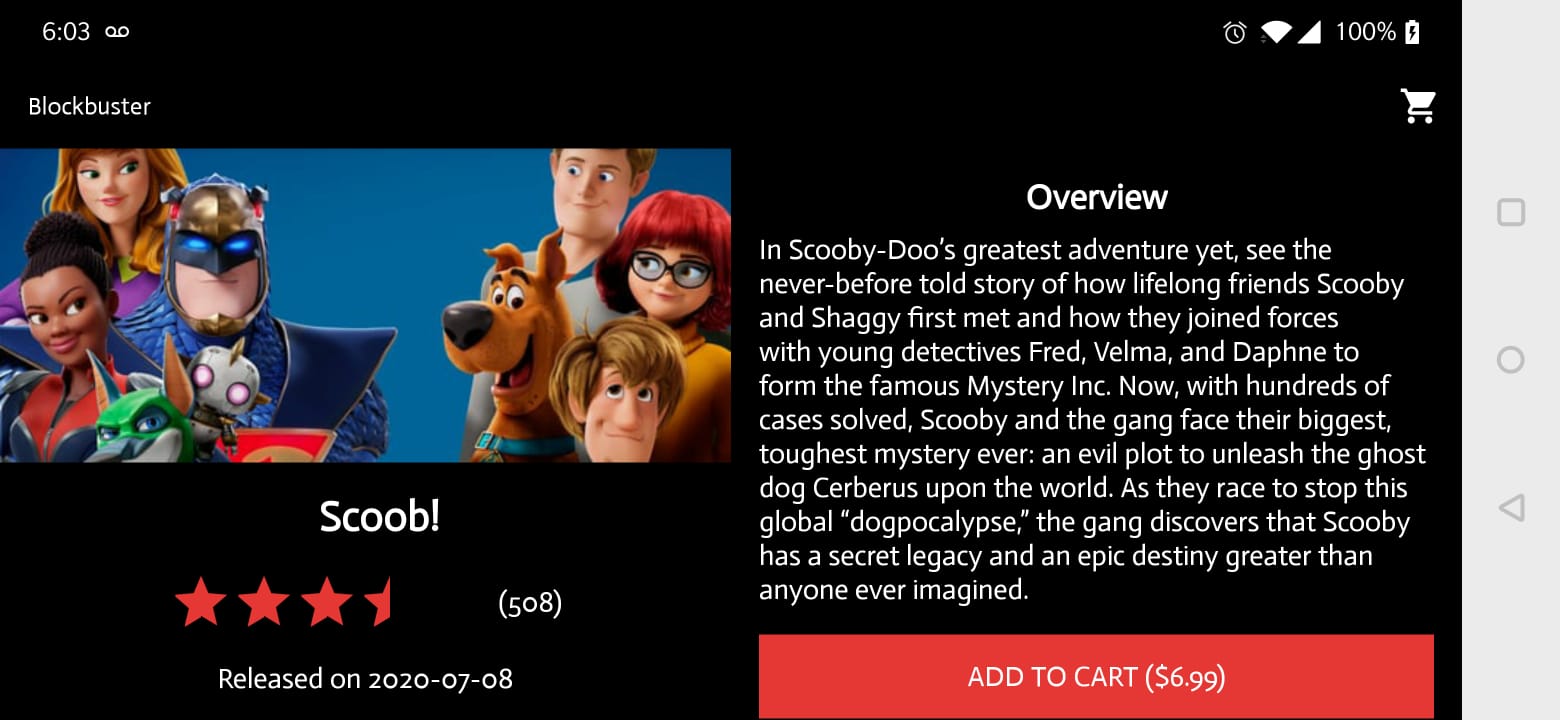 6:03
100%
Blockbuster
Scoob!
(508)
Released on 2020-07-08
Overview
In Scooby-Doo’s greatest adventure yet, see the
never-before told story of how lifelong friends Scooby
and Shaggy first met and how they joined forces
with young detectives Fred, Velma, and Daphne to
form the famous Mystery Inc. Now, with hundreds of
cases solved, Scooby and the gang face their biggest,
toughest mystery ever: an evil plot to unleash the ghost
dog Cerberus upon the world. As they race to stop this
global “dogpocalypse,” the gang discovers that Scooby
has a secret legacy and an epic destiny greater than
anyone ever imagined.
ADD TO CART ($6.99)